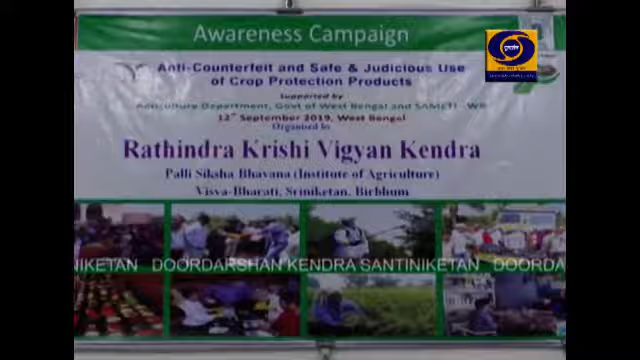 Awareness Campaign
Anti-Counterfeit and Safe & Judicious Use
of Crop Protection Products
Supported by
Agriculture Department, Govt of West Bengal and SAMETI - WB
12th September 2019, West Bengal
Organised by
Rathindra Krishi Vigyan Kendra
Palli Siksha Bhavana (Institute of Agriculture)
Visva-Bharati, Sriniketan, Birbhum
NIKETAN DOORDARSHAN KENDRA SANTINIKETAN DOORDA